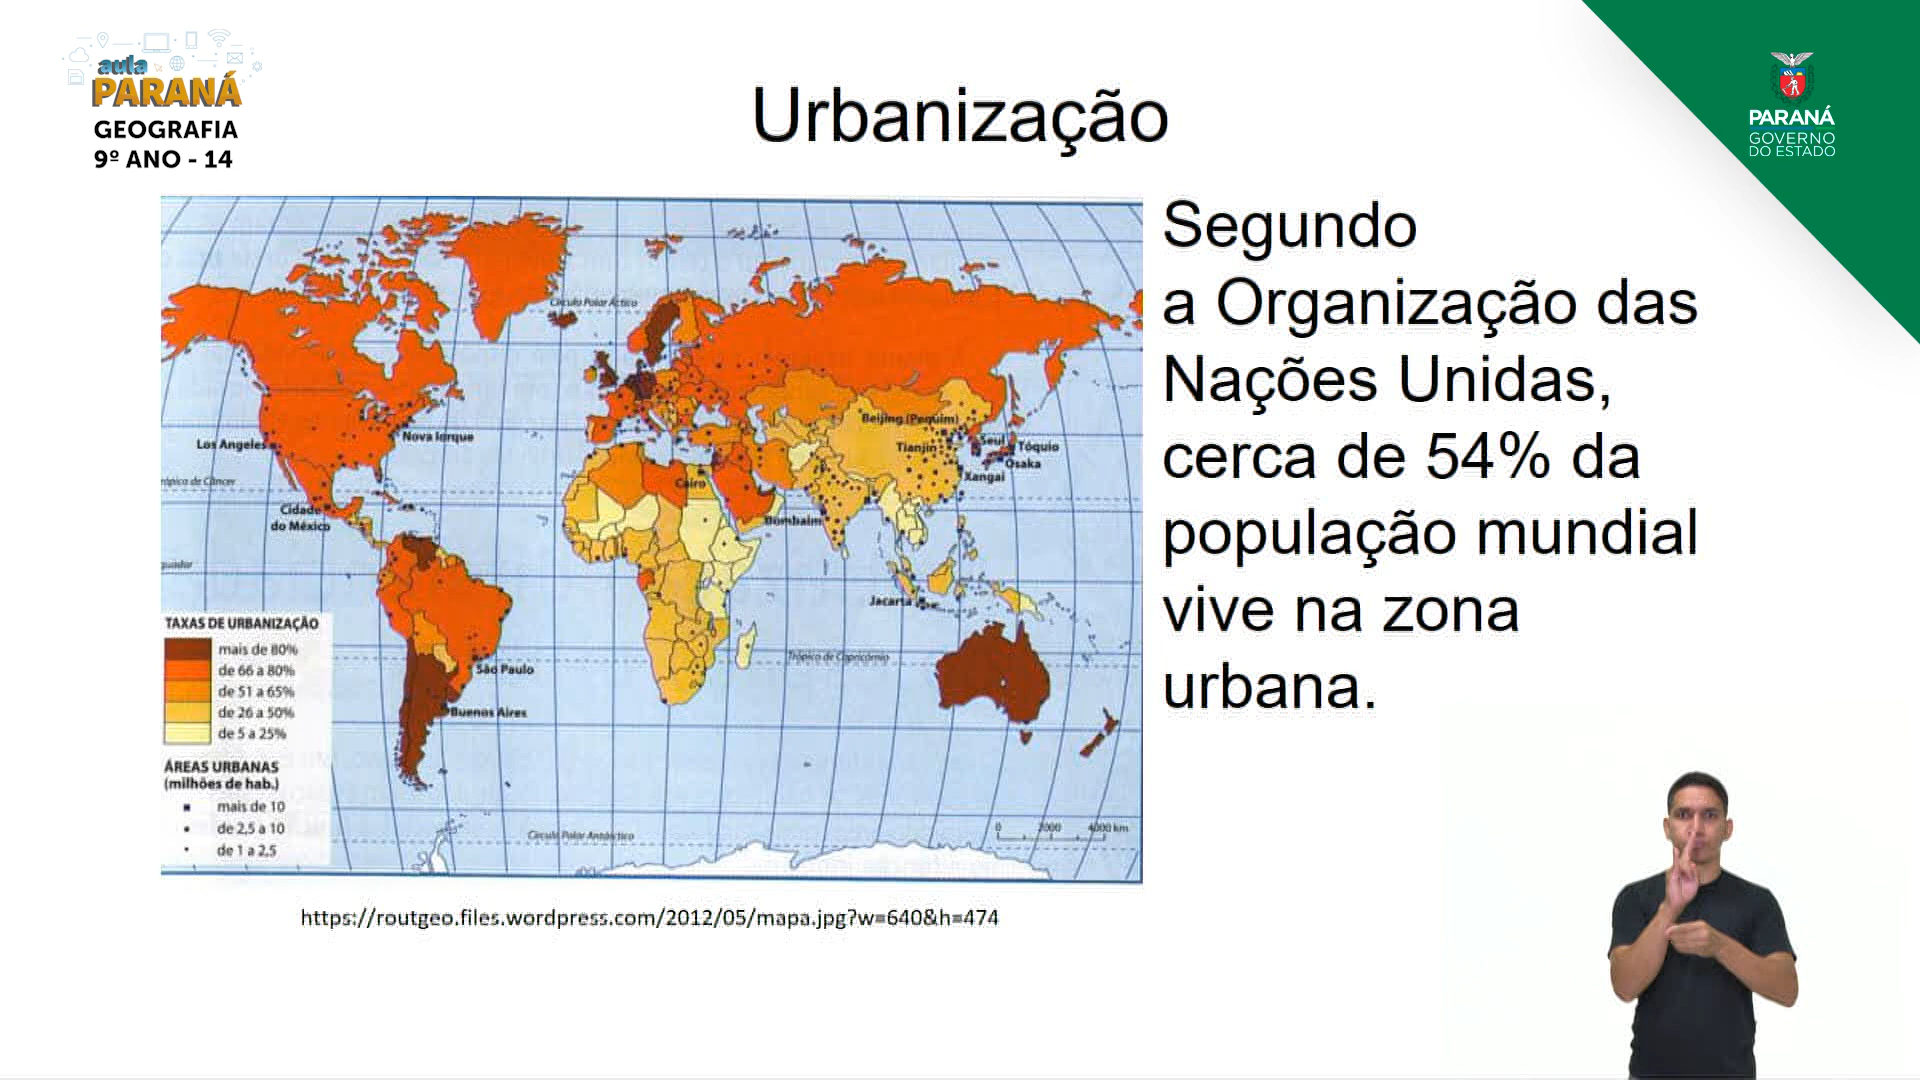 aula
PARANÁ
GEOGRAFIA
9º ANO - 14
Urbanização
PARANÁ
GOVERNO
DO ESTADO
Segundo
a Organização das
Nações Unidas,
cerca de 54% da
população mundial
vive na zona
urbana.
Círculo Polar Áctico
Los Angeles
Nova Iorque
Beijing (Pequim)
Tianjin
Seul
Tóquio
Osaka
Xangai
Cairo
Bombaim
Cidade
do México
Jacarta
Trópico de Capricórnio
São Paulo
Buenos Aires
TAXAS DE URBANIZAÇÃO
mais de 80%
de 66 a 80%
de 51 a 65%
de 26 a 50%
de 5 a 25%
ÁREAS URBANAS
(milhões de hab.)
mais de 10
de 2,5 a 10
de 1 a 2,5
Círculo Polar Antáctico
0 2000 4000 km
https://routgeo.files.wordpress.com/2012/05/mapa.jpg?w=640&h=474